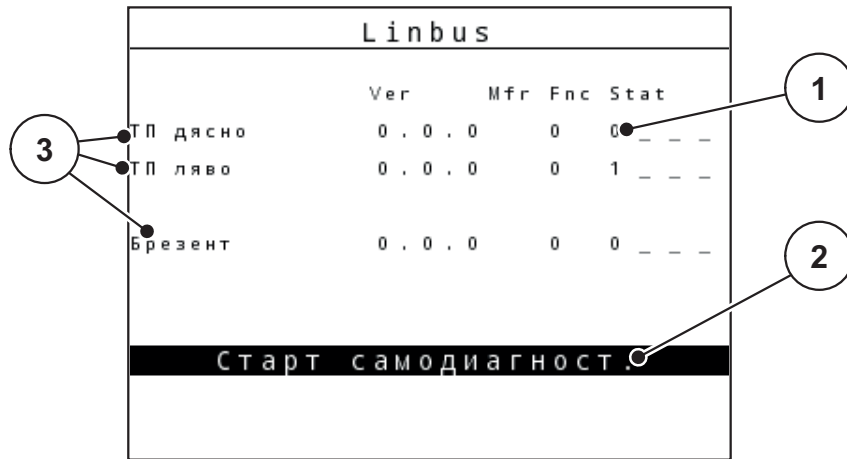 Linbus
Ver Mfr Fnc Stat
ТП дясно 0.0.0 0 0 _ _ _
ТП ляво 0.0.0 0 1 _ _ _
Брезент 0.0.0 0 0 _ _ _
Старт самодиагност.
1
2
3